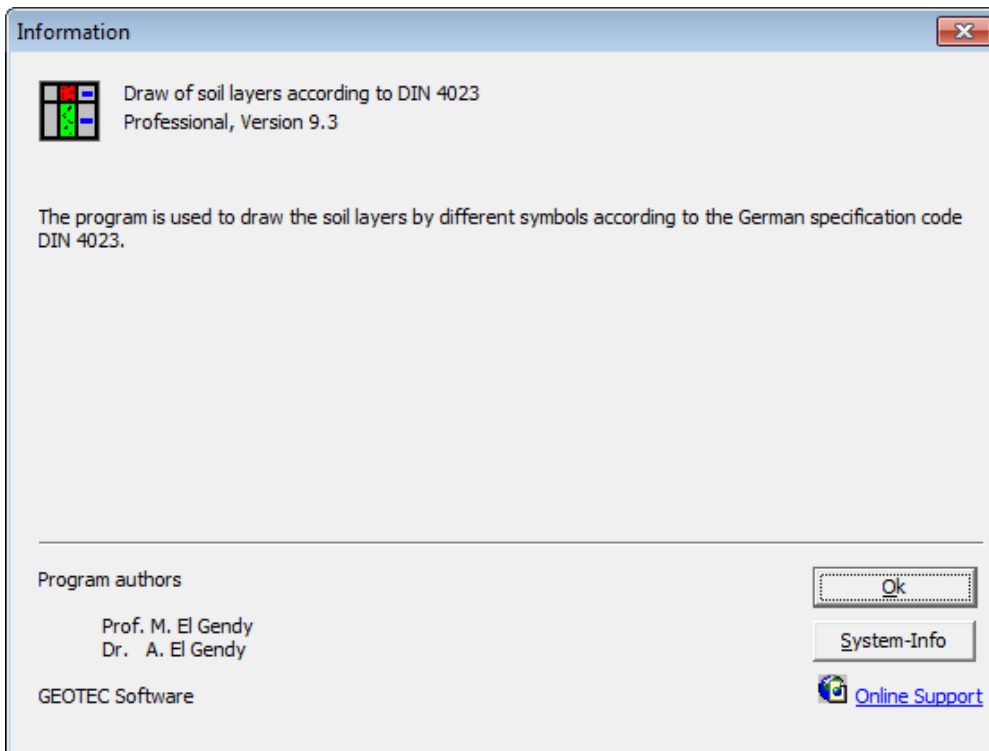 Information
Draw of soil layers according to DIN 4023
Professional, Version 9.3
The program is used to draw the soil layers by different symbols according to the German specification code
DIN 4023.
Program authors
Prof. M. El Gendy
Dr. A. El Gendy
GEOTEC Software
Ok
System-Info
Online Support